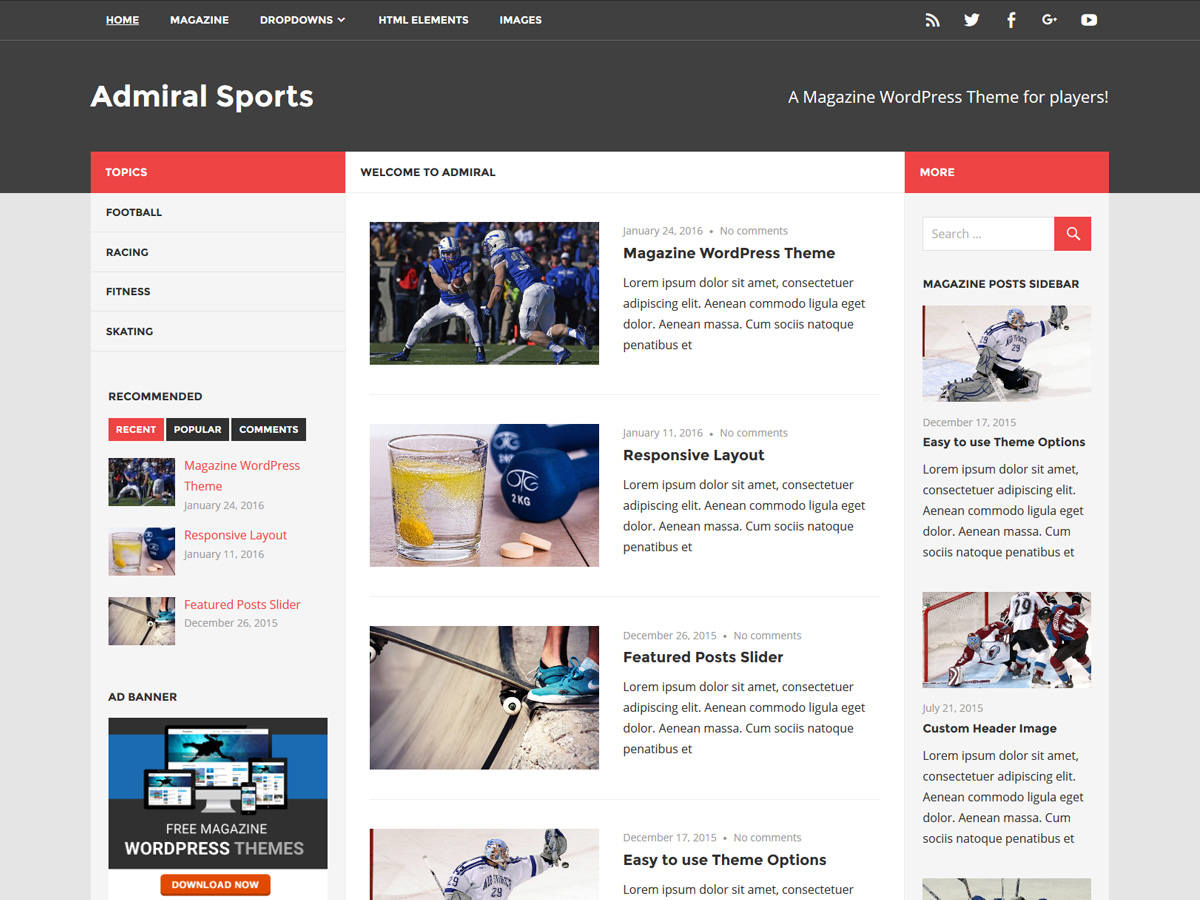 HOME MAGAZINE DROPDOWNS HTML ELEMENTS IMAGES
Admiral Sports
A Magazine WordPress Theme for players!
TOPICS
FOOTBALL
RACING
FITNESS
SKATING
RECOMMENDED
RECENT POPULAR COMMENTS
Magazine WordPress
Theme
January 24, 2016
Responsive Layout
January 11, 2016
Featured Posts Slider
December 26, 2015
AD BANNER
FREE MAGAZINE
WORDPRESS THEMES
DOWNLOAD NOW
WELCOME TO ADMIRAL
January 24, 2016 • No comments
Magazine WordPress Theme
Lorem ipsum dolor sit amet, consectetuer
adipiscing elit. Aenean commodo ligula eget
dolor. Aenean massa. Cum sociis natoque
penatibus et
2 KG
January 11, 2016 • No comments
Responsive Layout
Lorem ipsum dolor sit amet, consectetuer
adipiscing elit. Aenean commodo ligula eget
dolor. Aenean massa. Cum sociis natoque
penatibus et
December 26, 2015 • No comments
Featured Posts Slider
Lorem ipsum dolor sit amet, consectetuer
adipiscing elit. Aenean commodo ligula eget
dolor. Aenean massa. Cum sociis natoque
penatibus et
29
29
December 17, 2015 • No comments
Easy to use Theme Options
Lorem ipsum dolor sit amet, consectetuer
MORE
Search ...
MAGAZINE POSTS SIDEBAR
29
29
December 17, 2015
Easy to use Theme Options
Lorem ipsum dolor sit amet,
consectetuer adipiscing elit.
Aenean commodo ligula eget
dolor. Aenean massa. Cum
sociis natoque penatibus et
29
July 21, 2015
Custom Header Image
Lorem ipsum dolor sit amet,
consectetuer adipiscing elit.
Aenean commodo ligula eget
dolor. Aenean massa. Cum
sociis natoque penatibus et